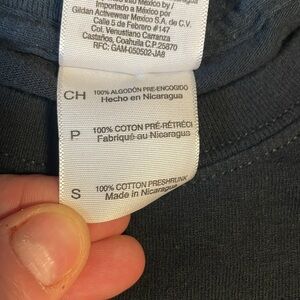 Importado a México por:
Gildan Activewear México S.A. de C.V.
Calle 5 de Febrero #147
Col. Venustiano Carranza
Castaños, Coahuila C.P. 25870
RFC: GAM-050502-JA8
CH 100% ALGODÓN PRE-ENCOGIDO
Hecho en Nicaragua
P 100% COTON PRÉ-RÉTRÉCI
Fabriqué au Nicaragua
S 100% COTTON PRESHRUNK
Made in Nicaragua